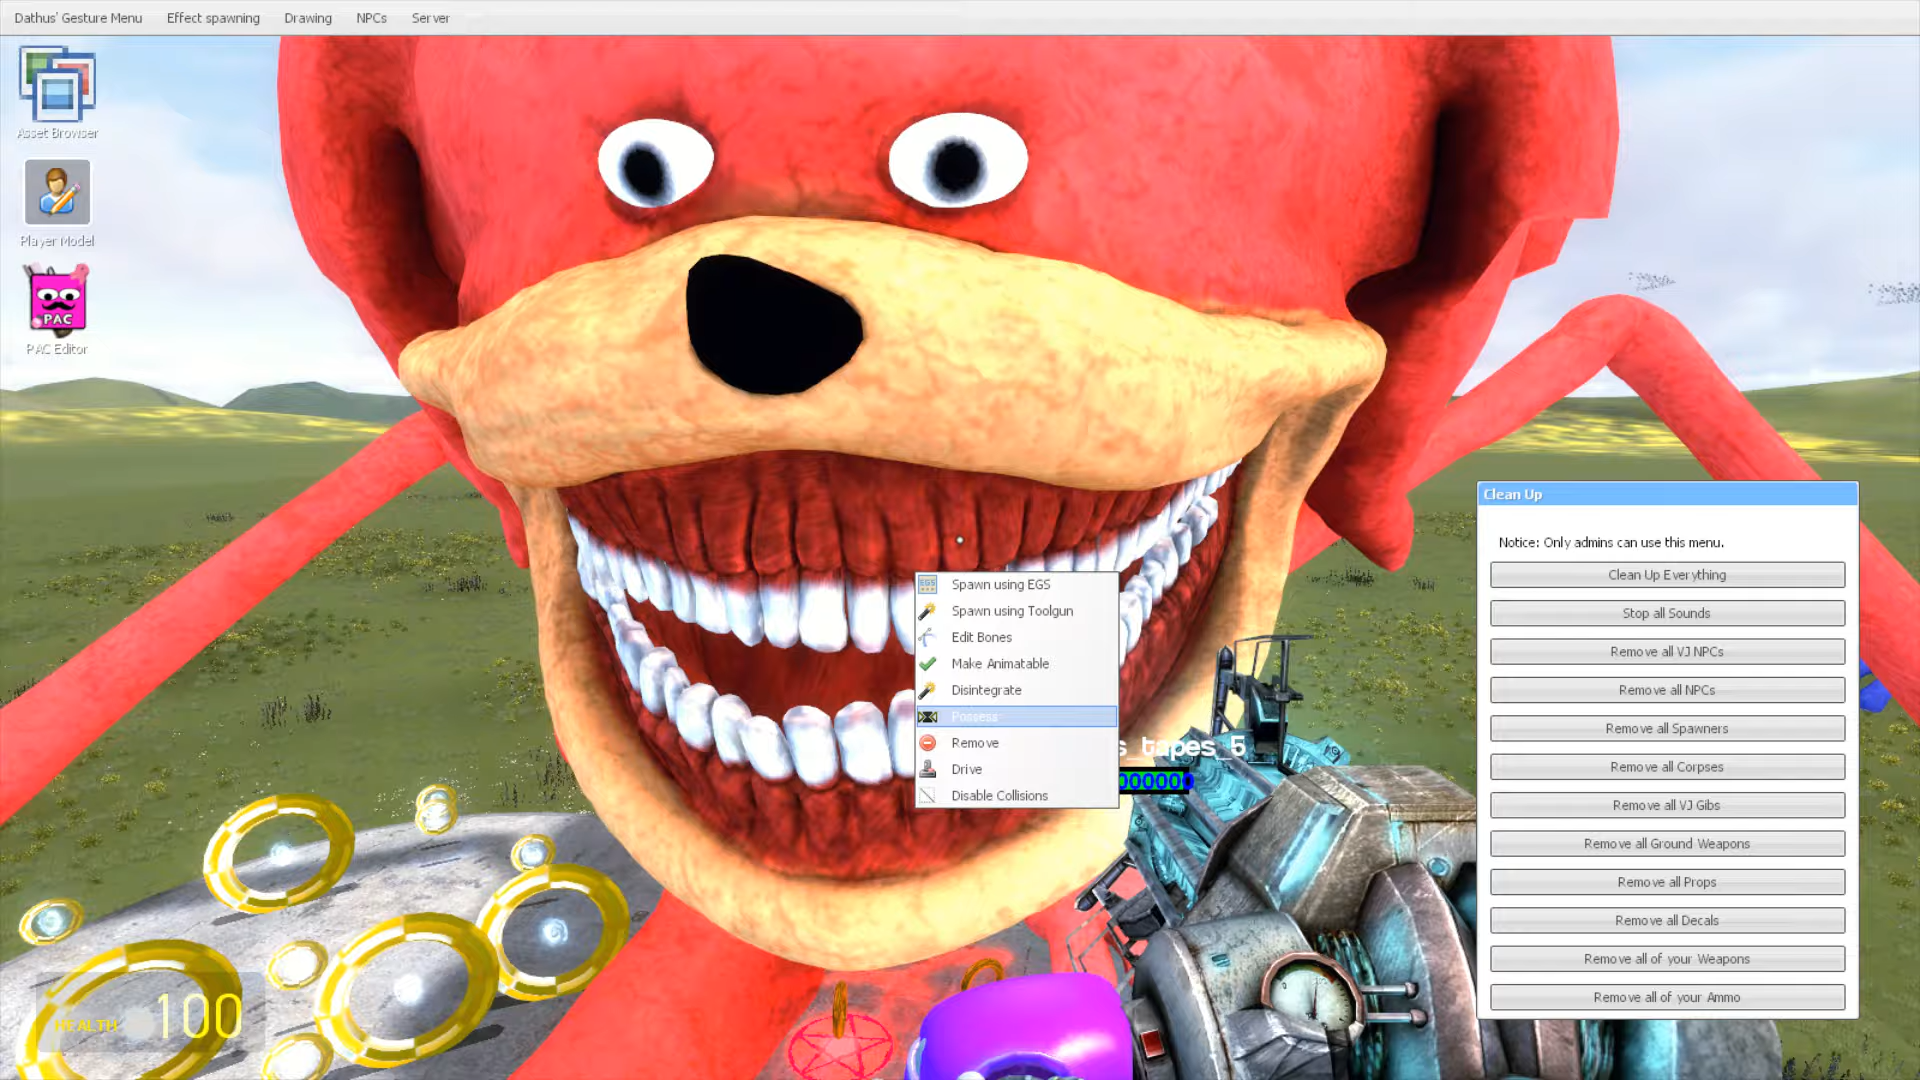 Dathus' Gesture Menu Effect spawning Drawing NPCs Server
Asset Browser
Player Model
PAC
PAC Editor
EGS Spawn using EGS
Spawn using Toolgun
Edit Bones
Make Animatable
Disintegrate
Possess
Remove
Drive
Disable Collisions
s_tapes_5
000000
Clean Up
Notice: Only admins can use this menu.
Clean Up Everything
Stop all Sounds
Remove all VJ NPCs
Remove all NPCs
Remove all Spawners
Remove all Corpses
Remove all VJ Gibs
Remove all Ground Weapons
Remove all Props
Remove all Decals
Remove all of your Weapons
Remove all of your Ammo
HEALTH 100